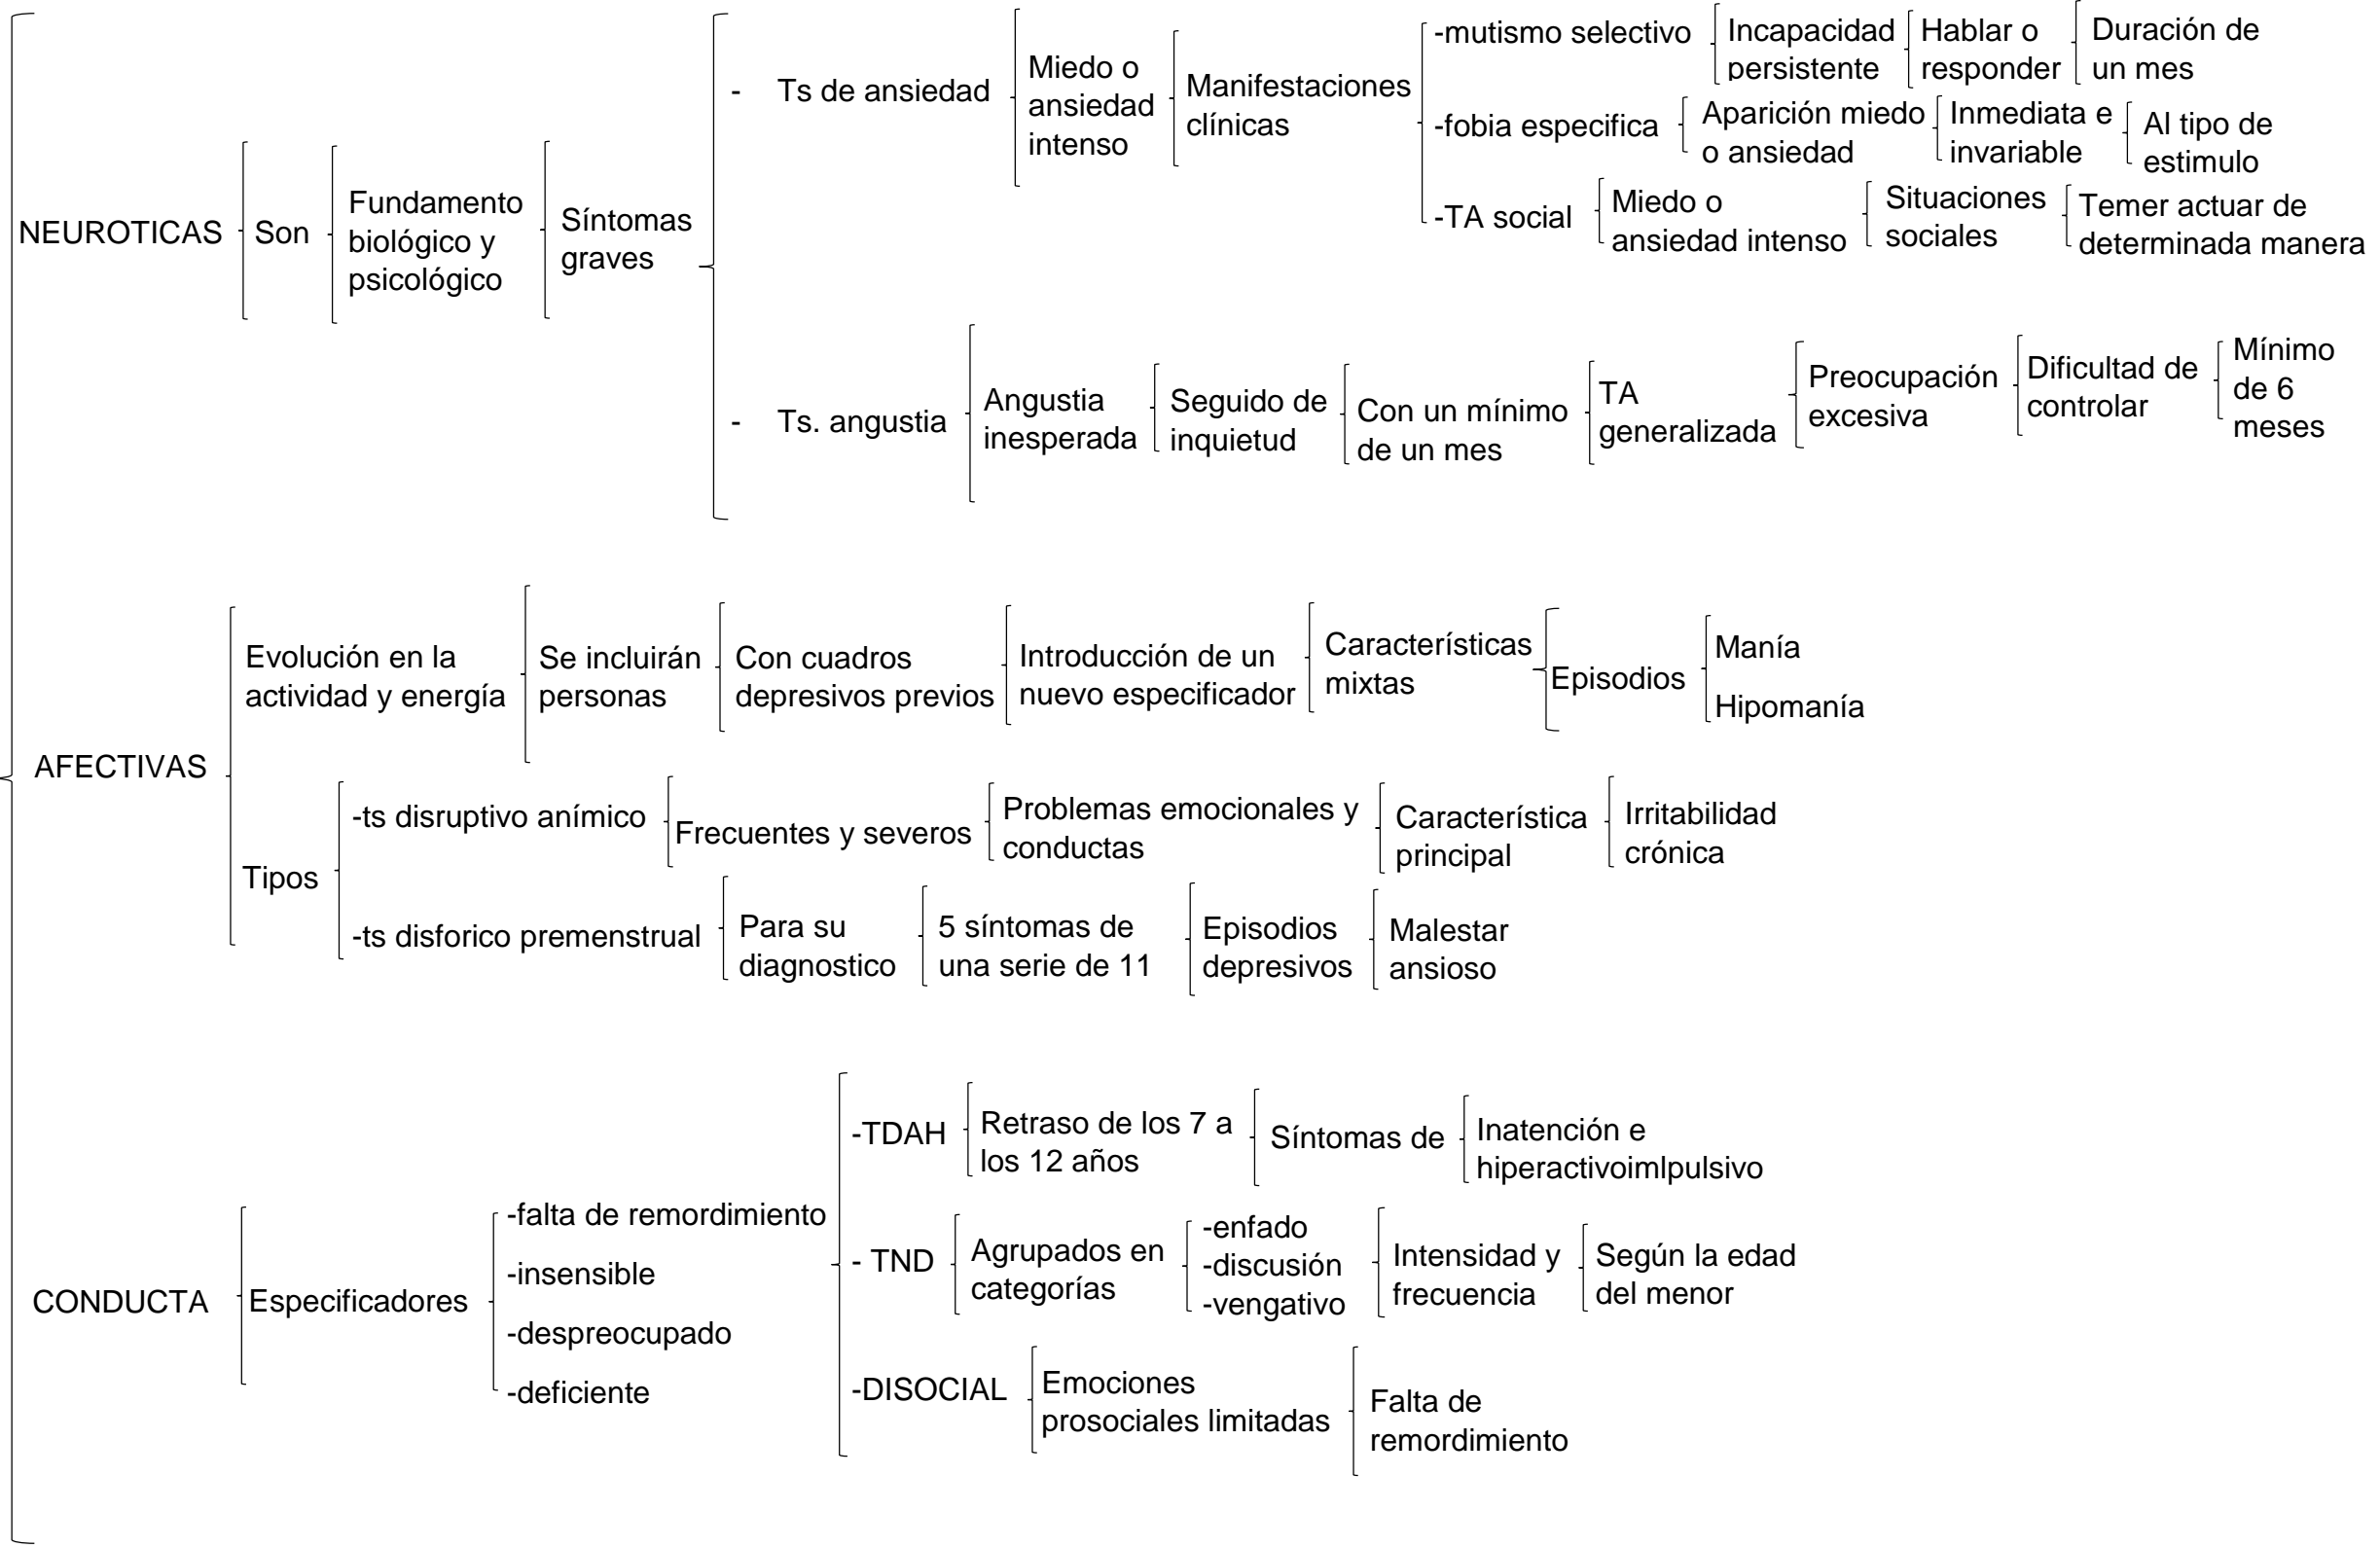 NEUROTICAS
Son
Fundamento
biológico y
psicológico
Síntomas
graves
- Ts de ansiedad
Miedo o
ansiedad
intenso
Manifestaciones
clínicas
-mutismo selectivo
Incapacidad
persistente
Hablar o
responder
Duración de
un mes
-fobia especifica
Aparición miedo
o ansiedad
Inmediata e
invariable
Al tipo de
estimulo
-TA social
Miedo o
ansiedad intenso
Situaciones
sociales
Temer actuar de
determinada manera
- Ts. angustia
Angustia
inesperada
Seguido de
inquietud
Con un mínimo
de un mes
TA
generalizada
Preocupación
excesiva
Dificultad de
controlar
Mínimo
de 6
meses
AFECTIVAS
Evolución en la
actividad y energía
Se incluirán
personas
Con cuadros
depresivos previos
Introducción de un
nuevo especificador
Características
mixtas
Episodios
Manía
Hipomanía
Tipos
-ts disruptivo anímico
Frecuentes y severos
Problemas emocionales y
conductas
Característica
principal
Irritabilidad
crónica
-ts disforico premenstrual
Para su
diagnostico
5 síntomas de
una serie de 11
Episodios
depresivos
Malestar
ansioso
CONDUCTA
Especificadores
-falta de remordimiento
-insensible
-despreocupado
-deficiente
-TDAH
Retraso de los 7 a
los 12 años
Síntomas de
Inatención e
hiperactivoimlpulsivo
- TND
Agrupados en
categorías
-enfado
-discusión
-vengativo
Intensidad y
frecuencia
Según la edad
del menor
-DISOCIAL
Emociones
prosociales limitadas
Falta de
remordimiento